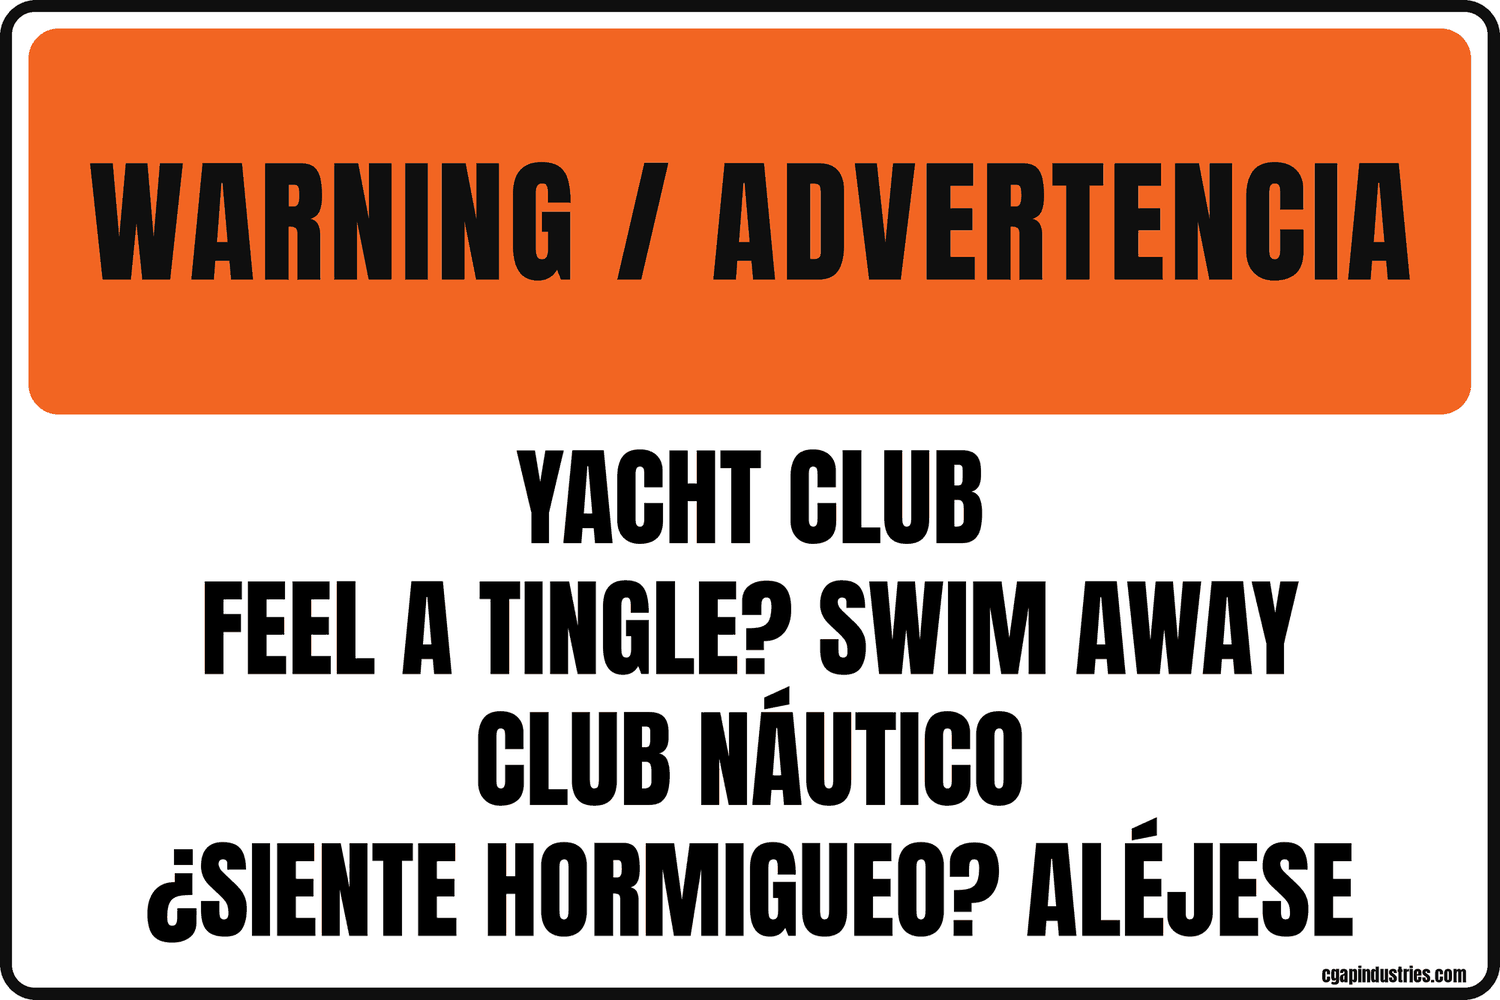 WARNING / ADVERTENCIA
YACHT CLUB
FEEL A TINGLE? SWIM AWAY
CLUB NÁUTICO
¿SIENTE HORMIGUEO? ALÉJESE
cgapindustries.com